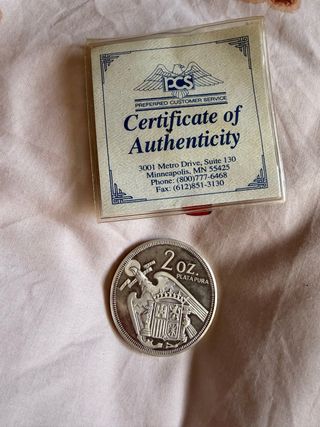 PCS
PREFERRED CUSTOMER SERVICE
Certificate of
Authenticity
3001 Metro Drive, Suite 130
Minneapolis, MN 55425
Phone: (800)777-6468
Fax: (612)851-3130
2 oz.
PLATA PURA